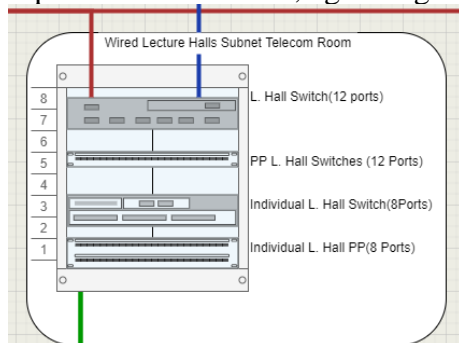 Wired Lecture Halls Subnet Telecom Room
8
L. Hall Switch(12 ports)
7
6
5
PP L. Hall Switches (12 Ports)
4
3
Individual L. Hall Switch(8Ports)
2
1
Individual L. Hall PP(8 Ports)